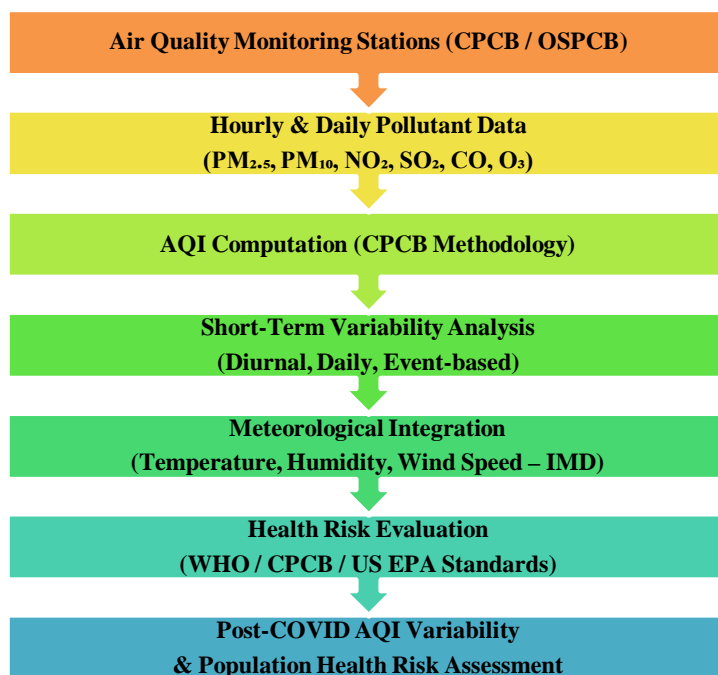 Air Quality Monitoring Stations (CPCB / OSPCB)
Hourly & Daily Pollutant Data
(PM₂.₅, PM₁₀, NO₂, SO₂, CO, O₃)
AQI Computation (CPCB Methodology)
Short-Term Variability Analysis
(Diurnal, Daily, Event-based)
Meteorological Integration
(Temperature, Humidity, Wind Speed – IMD)
Health Risk Evaluation
(WHO / CPCB / US EPA Standards)
Post-COVID AQI Variability
& Population Health Risk Assessment